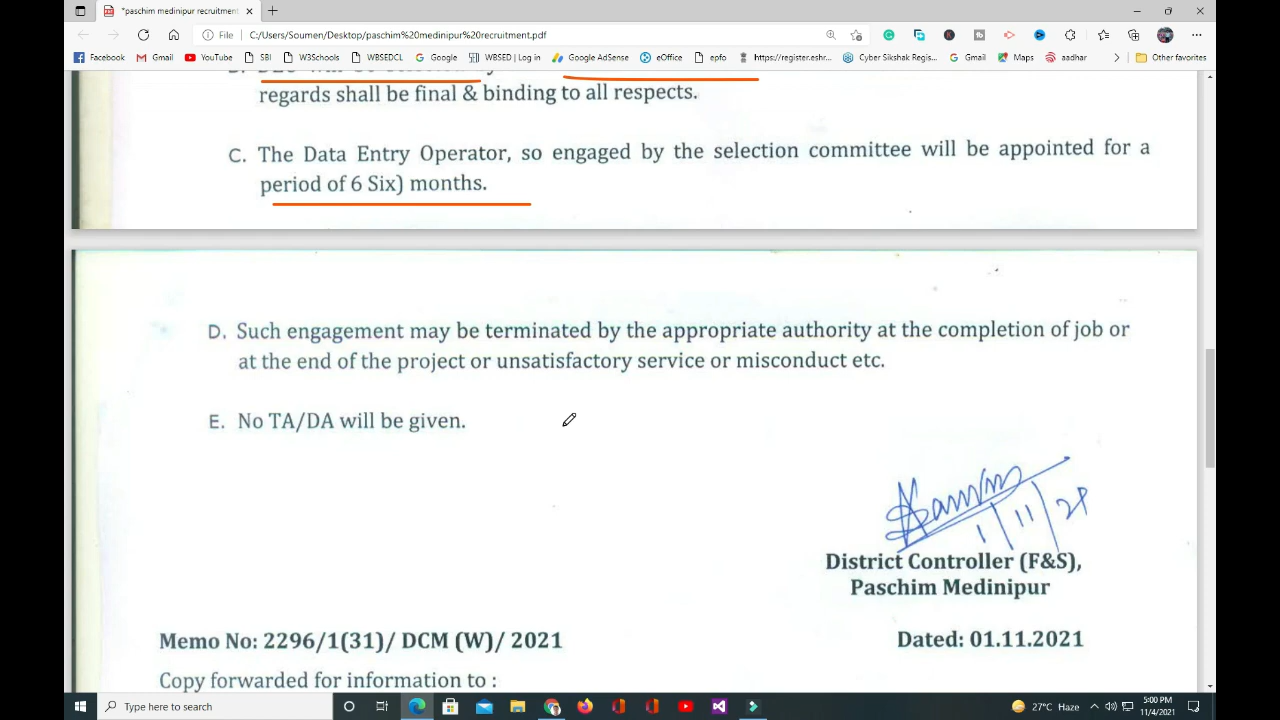 *paschim medinipur recruitment
File
C:/Users/Soumen/Desktop/paschim%20medinipur%20recruitment.pdf
Facebook
Gmail
YouTube
SBI
W3Schools
WBSEDCL
Google
WBSED | Log in
Google AdSense
eOffice
epfo
https://register.eshr...
Cyber Sikshak Regist...
Gmail
Maps
aadhar
Other favorites
regards shall be final & binding to all respects.
C. The Data Entry Operator, so engaged by the selection committee will be appointed for a
period of 6 Six) months.
D. Such engagement may be terminated by the appropriate authority at the completion of job or
at the end of the project or unsatisfactory service or misconduct etc.
E. No TA/DA will be given.
1/11/21
District Controller (F&S),
Paschim Medinipur
Memo No: 2296/1(31)/ DCM (W)/ 2021
Dated: 01.11.2021
Copy forwarded for information to :
Type here to search
27°C Haze
5:00 PM
11/4/2021